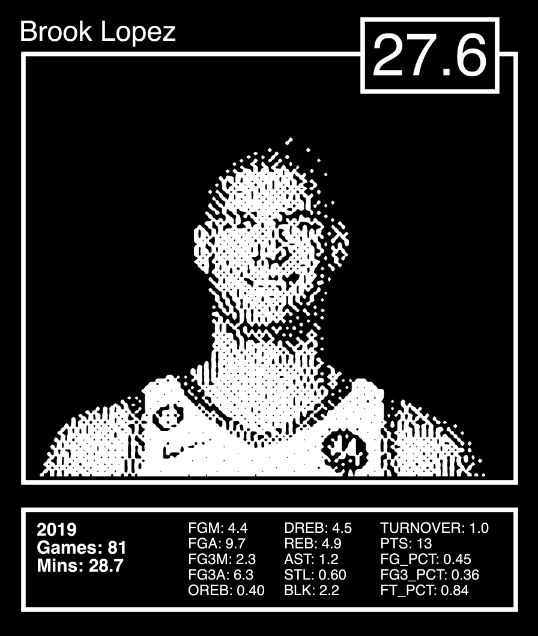 Brook Lopez
27.6
2019
Games: 81
Mins: 28.7
FGM: 4.4
FGA: 9.7
FG3M: 2.3
FG3A: 6.3
OREB: 0.40
DREB: 4.5
REB: 4.9
AST: 1.2
STL: 0.60
BLK: 2.2
TURNOVER: 1.0
PTS: 13
FG_PCT: 0.45
FG3_PCT: 0.36
FT_PCT: 0.84